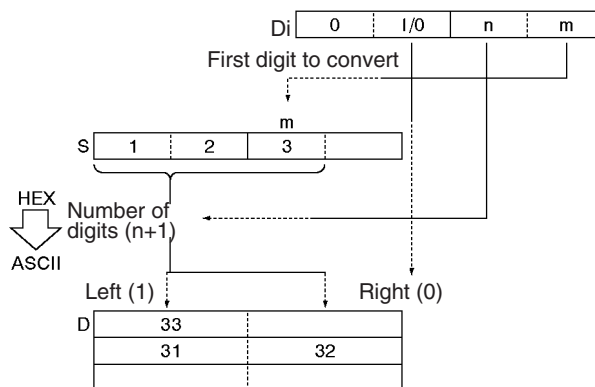 Di 0 1/0 n m
First digit to convert
m
S 1 2 3
HEX
Number of
digits (n+1)
ASCII
Left (1) Right (0)
D 33
31 32